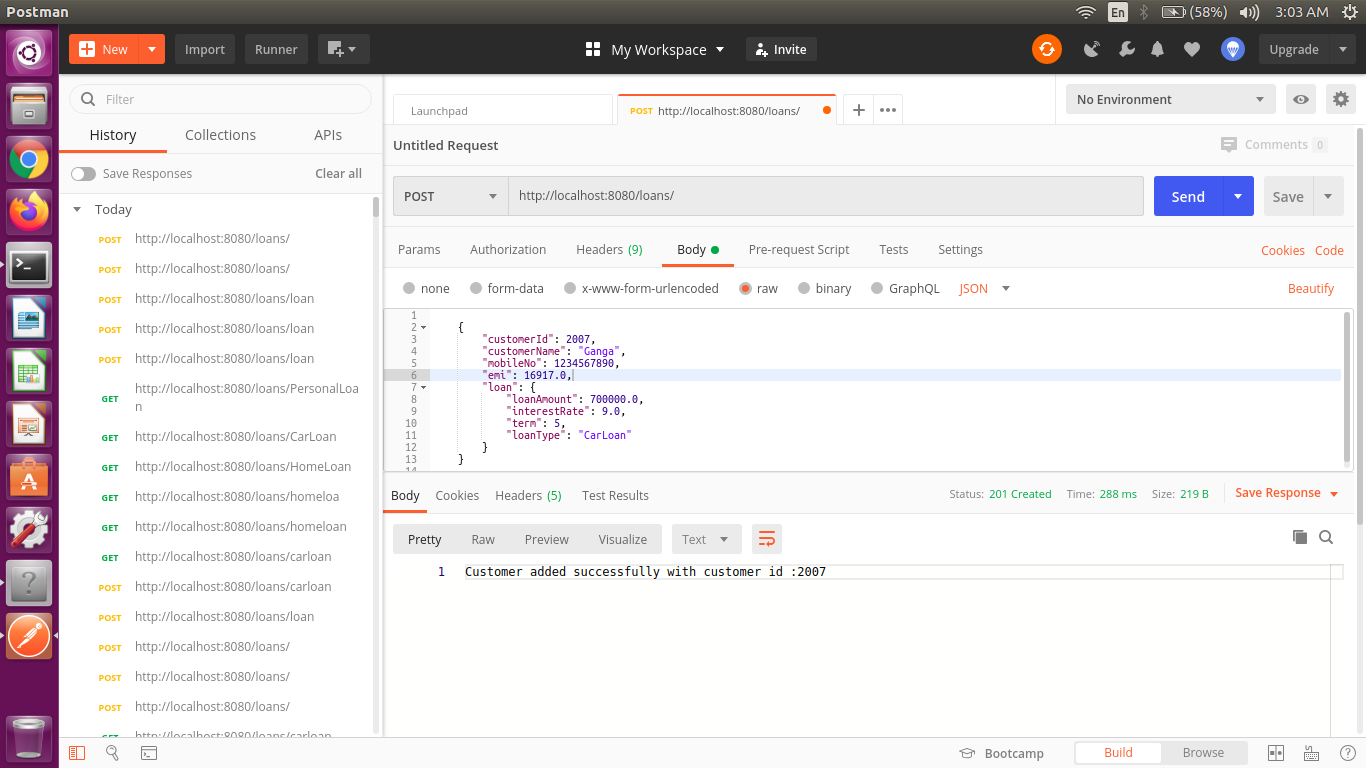 Postman
En
(58%)
3:03 AM
New
Import
Runner
My Workspace
Invite
Upgrade
Filter
History
Collections
APIs
Save Responses
Clear all
Today
POST http://localhost:8080/loans/
POST http://localhost:8080/loans/
POST http://localhost:8080/loans/loan
POST http://localhost:8080/loans/loan
POST http://localhost:8080/loans/loan
GET http://localhost:8080/loans/PersonalLoa
n
GET http://localhost:8080/loans/CarLoan
GET http://localhost:8080/loans/HomeLoan
GET http://localhost:8080/loans/homeloa
GET http://localhost:8080/loans/homeloan
GET http://localhost:8080/loans/carloan
POST http://localhost:8080/loans/carloan
POST http://localhost:8080/loans/loan
POST http://localhost:8080/loans/
POST http://localhost:8080/loans/
POST http://localhost:8080/loans/
GET http://localhost:8080/loans/carloan
Launchpad
POST http://localhost:8080/loans/
No Environment
Untitled Request
Comments 0
POST
http://localhost:8080/loans/
Send
Save
Params
Authorization
Headers (9)
Body
Pre-request Script
Tests
Settings
Cookies
Code
none
form-data
x-www-form-urlencoded
raw
binary
GraphQL
JSON
Beautify
1
2 {
3 "customerId": 2007,
4 "customerName": "Ganga",
5 "mobileNo": 1234567890,
6 "emi": 16917.0,
7 "loan": {
8 "loanAmount": 700000.0,
9 "interestRate": 9.0,
10 "term": 5,
11 "loanType": "CarLoan"
12 }
13 }
14
Body
Cookies
Headers (5)
Test Results
Status: 201 Created
Time: 288 ms
Size: 219 B
Save Response
Pretty
Raw
Preview
Visualize
Text
1 Customer added successfully with customer id :2007
Bootcamp
Build
Browse